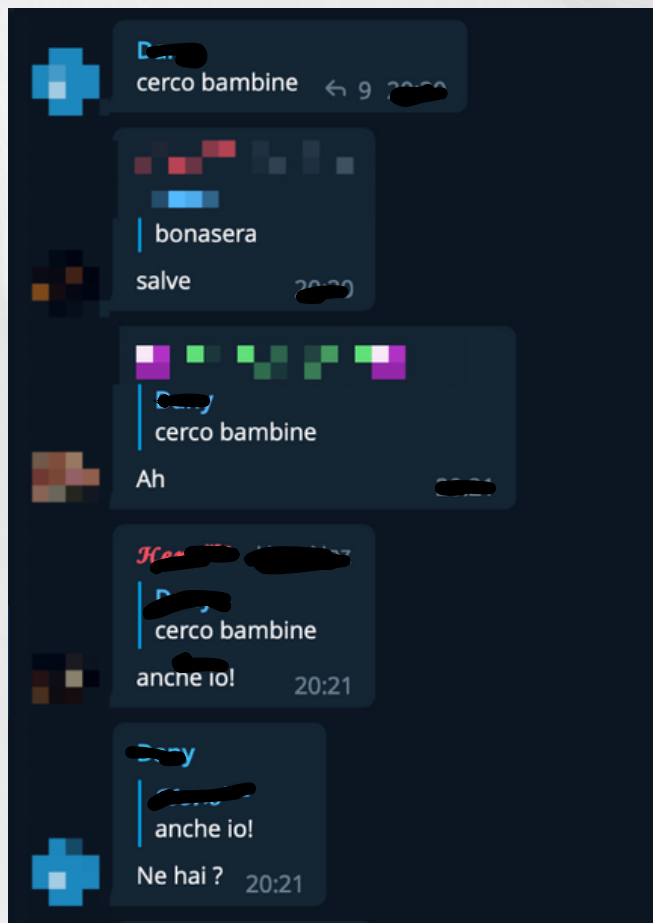 cerco bambine
9
bonasera
salve
cerco bambine
Ah
cerco bambine
anche io!
20:21
anche io!
Ne hai ? 20:21